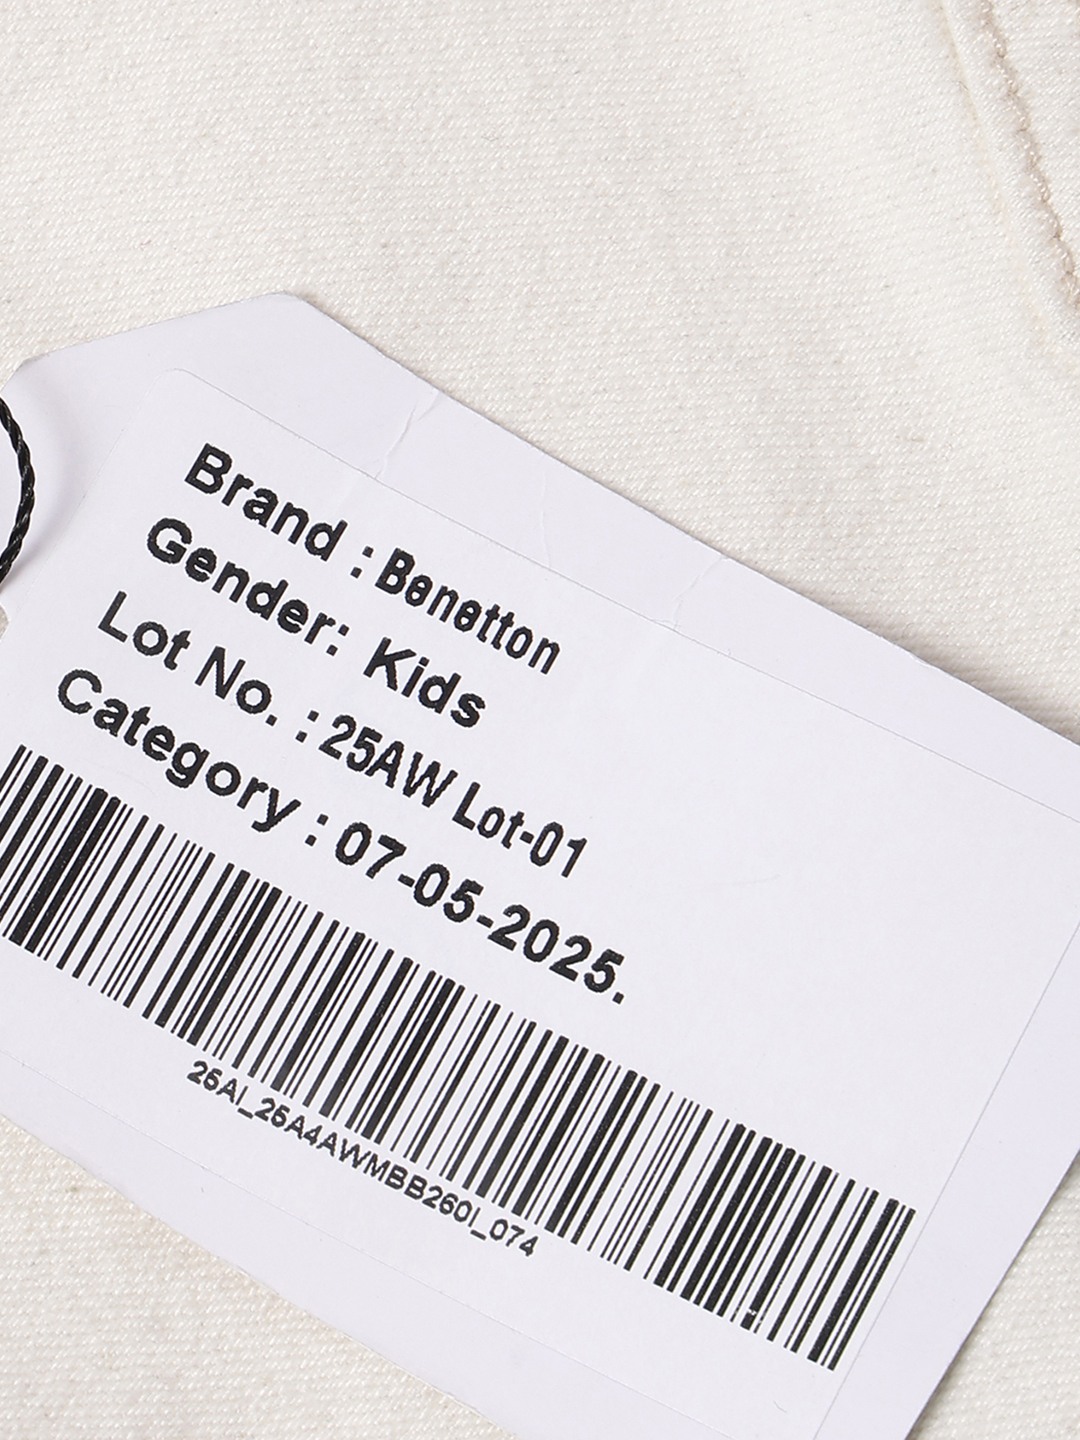 Brand : Benetton
Gender: Kids
Lot No. : 25AW Lot-01
Category : 07-05-2025.
25AI_25A4AWMBB260I_074